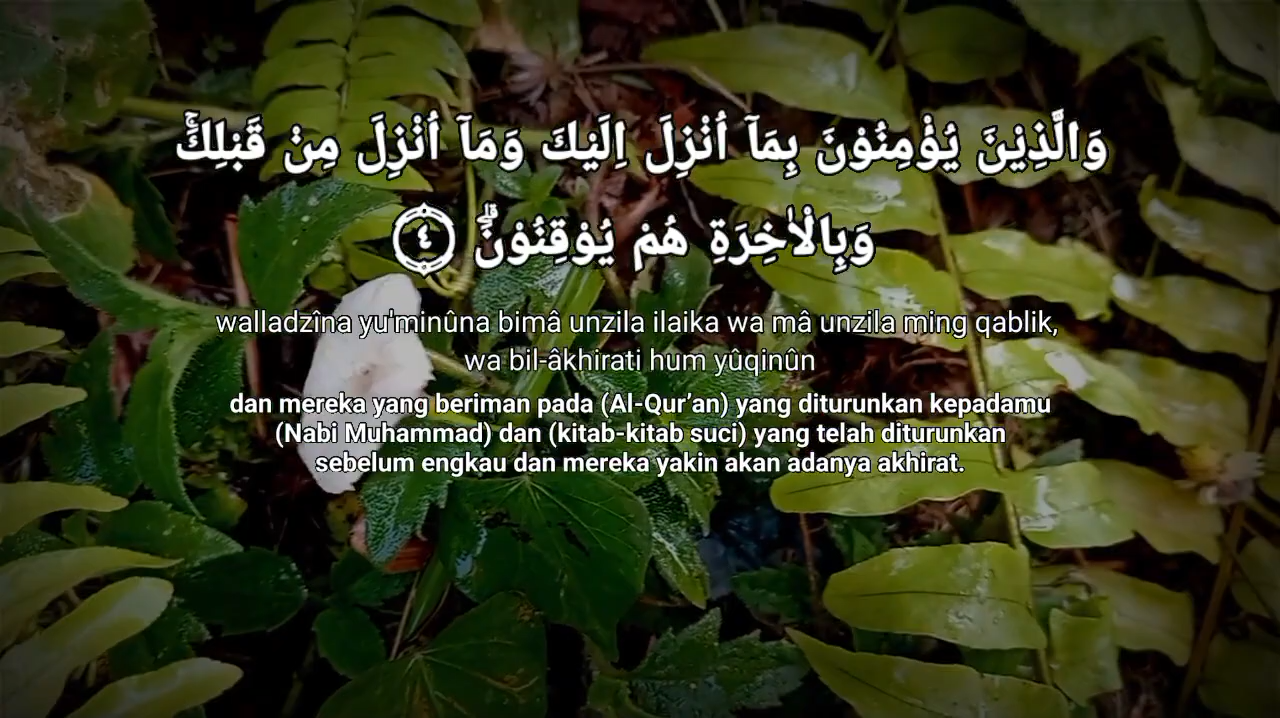 وَالَّذِيْنَ يُؤْمِنُوْنَ بِمَآ اُنْزِلَ اِلَيْكَ وَمَآ اُنْزِلَ مِنْ قَبْلِكَۚ
وَبِالْاٰخِرَةِ هُمْ يُوْقِنُوْنَۗ ٤
walladzîna yu'minûna bimâ unzila ilaika wa mâ unzila ming qablik,
wa bil-âkhirati hum yûqinûn
dan mereka yang beriman pada (Al-Qur’an) yang diturunkan kepadamu
(Nabi Muhammad) dan (kitab-kitab suci) yang telah diturunkan
sebelum engkau dan mereka yakin akan adanya akhirat.